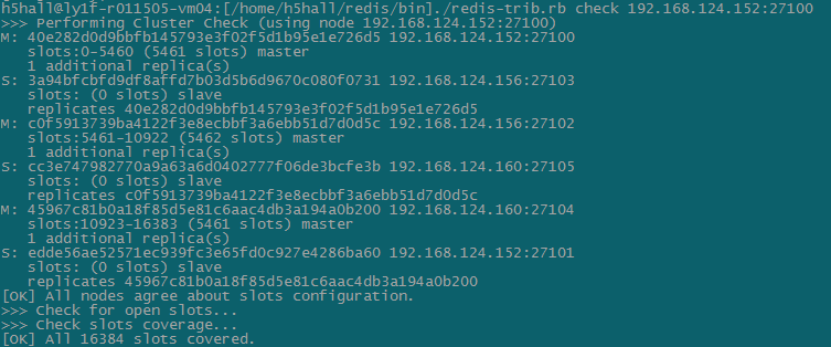 h5hall@ly1f-r011505-vm04:[/home/h5hall/redis/bin]./redis-trib.rb check 192.168.124.152:27100
>>> Performing Cluster Check (using node 192.168.124.152:27100)
M: 40e282d0d9bbfb145793e3f02f5d1b95e1e726d5 192.168.124.152:27100
   slots:0-5460 (5461 slots) master
   1 additional replica(s)
S: 3a94bfcbfd9df8affd7b03d5b6d9670c080f0731 192.168.124.156:27103
   slots: (0 slots) slave
   replicates 40e282d0d9bbfb145793e3f02f5d1b95e1e726d5
M: c0f5913739ba4122f3e8ecbbf3a6ebb51d7d0d5c 192.168.124.156:27102
   slots:5461-10922 (5462 slots) master
   1 additional replica(s)
S: cc3e747982770a9a63a6d0402777f06de3bcfe3b 192.168.124.160:27105
   slots: (0 slots) slave
   replicates c0f5913739ba4122f3e8ecbbf3a6ebb51d7d0d5c
M: 45967c81b0a18f85d5e81c6aac4db3a194a0b200 192.168.124.160:27104
   slots:10923-16383 (5461 slots) master
   1 additional replica(s)
S: edde56ae52571ec939fc3e65fd0c927e4286ba60 192.168.124.152:27101
   slots: (0 slots) slave
   replicates 45967c81b0a18f85d5e81c6aac4db3a194a0b200
[OK] All nodes agree about slots configuration.
>>> Check for open slots...
>>> Check slots coverage...
[OK] All 16384 slots covered.